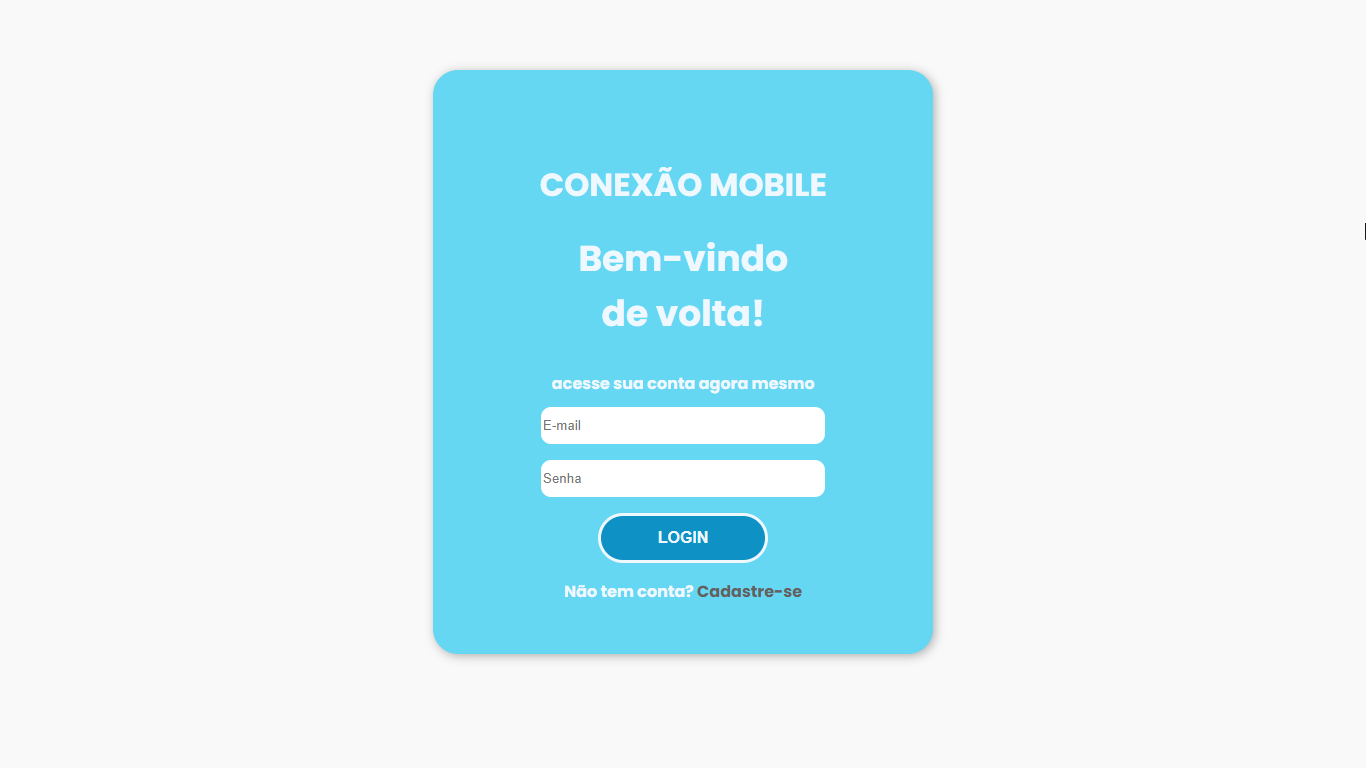 CONEXÃO MOBILE
Bem-vindo
de volta!
acesse sua conta agora mesmo
E-mail
Senha
LOGIN
Não tem conta? Cadastre-se